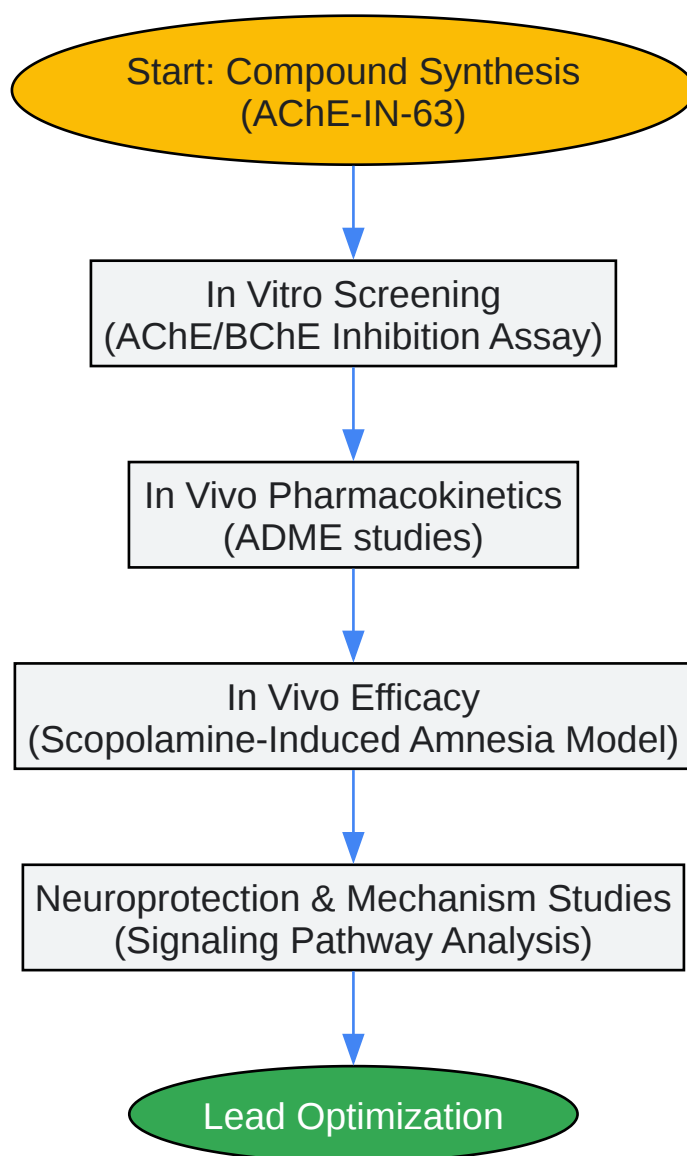 Start: Compound Synthesis
(AChE-IN-63)
In Vitro Screening
(AChE/BChE Inhibition Assay)
In Vivo Pharmacokinetics
(ADME studies)
In Vivo Efficacy
(Scopolamine-Induced Amnesia Model)
Neuroprotection & Mechanism Studies
(Signaling Pathway Analysis)
Lead Optimization